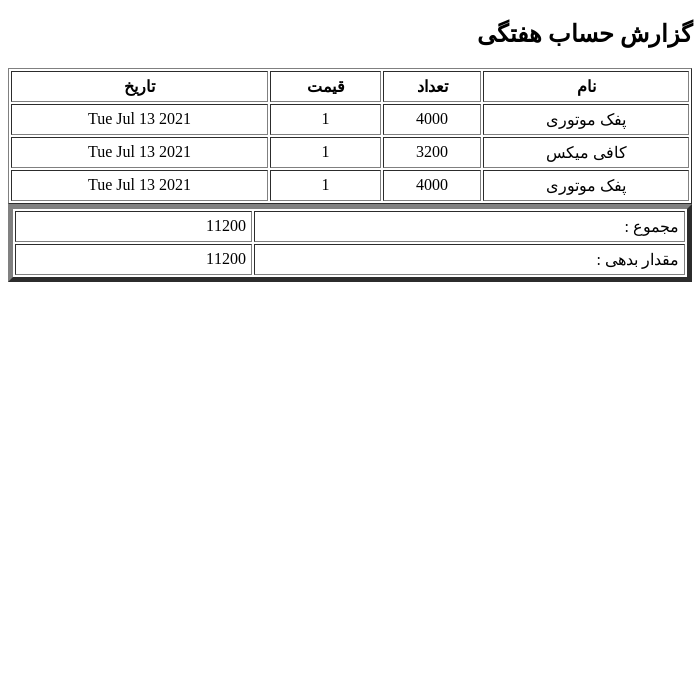 گزارش حساب هفتگی
نام تعداد قیمت تاریخ
پفک موتوری 4000 1 Tue Jul 13 2021
کافی میکس 3200 1 Tue Jul 13 2021
پفک موتوری 4000 1 Tue Jul 13 2021
مجموع : 11200
مقدار بدهی : 11200